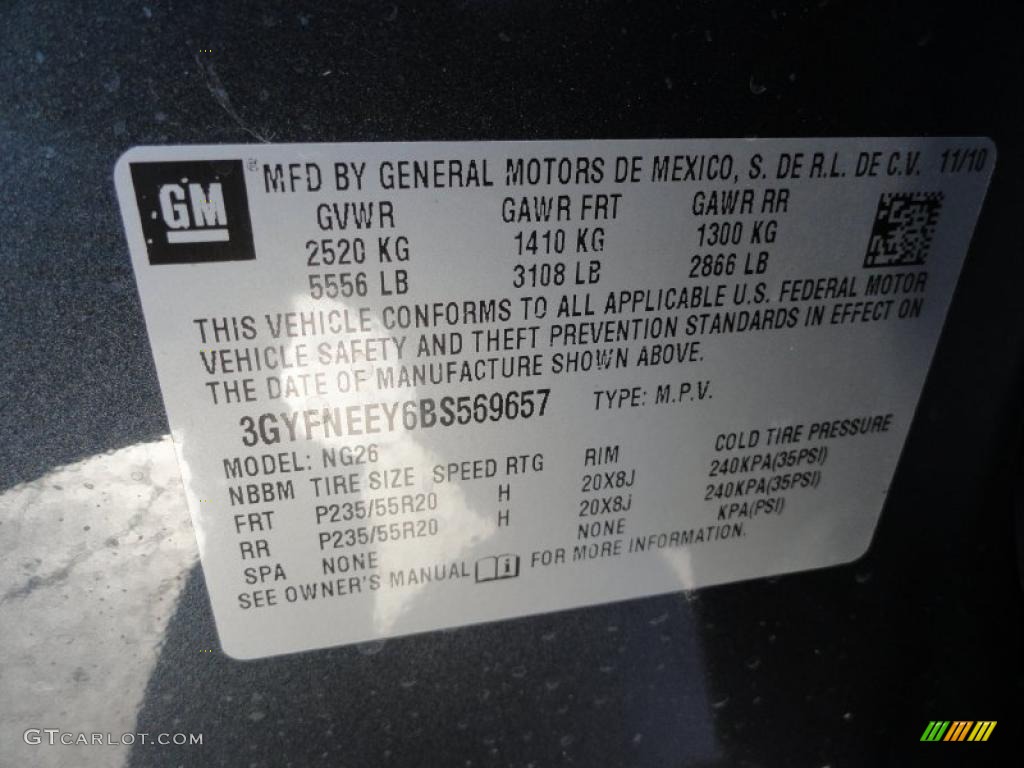 GM
® MFD BY GENERAL MOTORS DE MEXICO, S. DE R.L. DE C.V. 11/10
GVWR GAWR FRT GAWR RR
2520 KG 1410 KG 1300 KG
5556 LB 3108 LB 2866 LB
THIS VEHICLE CONFORMS TO ALL APPLICABLE U.S. FEDERAL MOTOR
VEHICLE SAFETY AND THEFT PREVENTION STANDARDS IN EFFECT ON
THE DATE OF MANUFACTURE SHOWN ABOVE.
3GYFNEEY6BS569657 TYPE: M.P.V.
MODEL: NG26
NBBM TIRE SIZE SPEED RTG RIM COLD TIRE PRESSURE
FRT P235/55R20 H 20X8J 240KPA(35PSI)
RR P235/55R20 H 20X8J 240KPA(35PSI)
SPA NONE NONE KPA(PSI)
SEE OWNER'S MANUAL FOR MORE INFORMATION.
GTCARLOT.COM